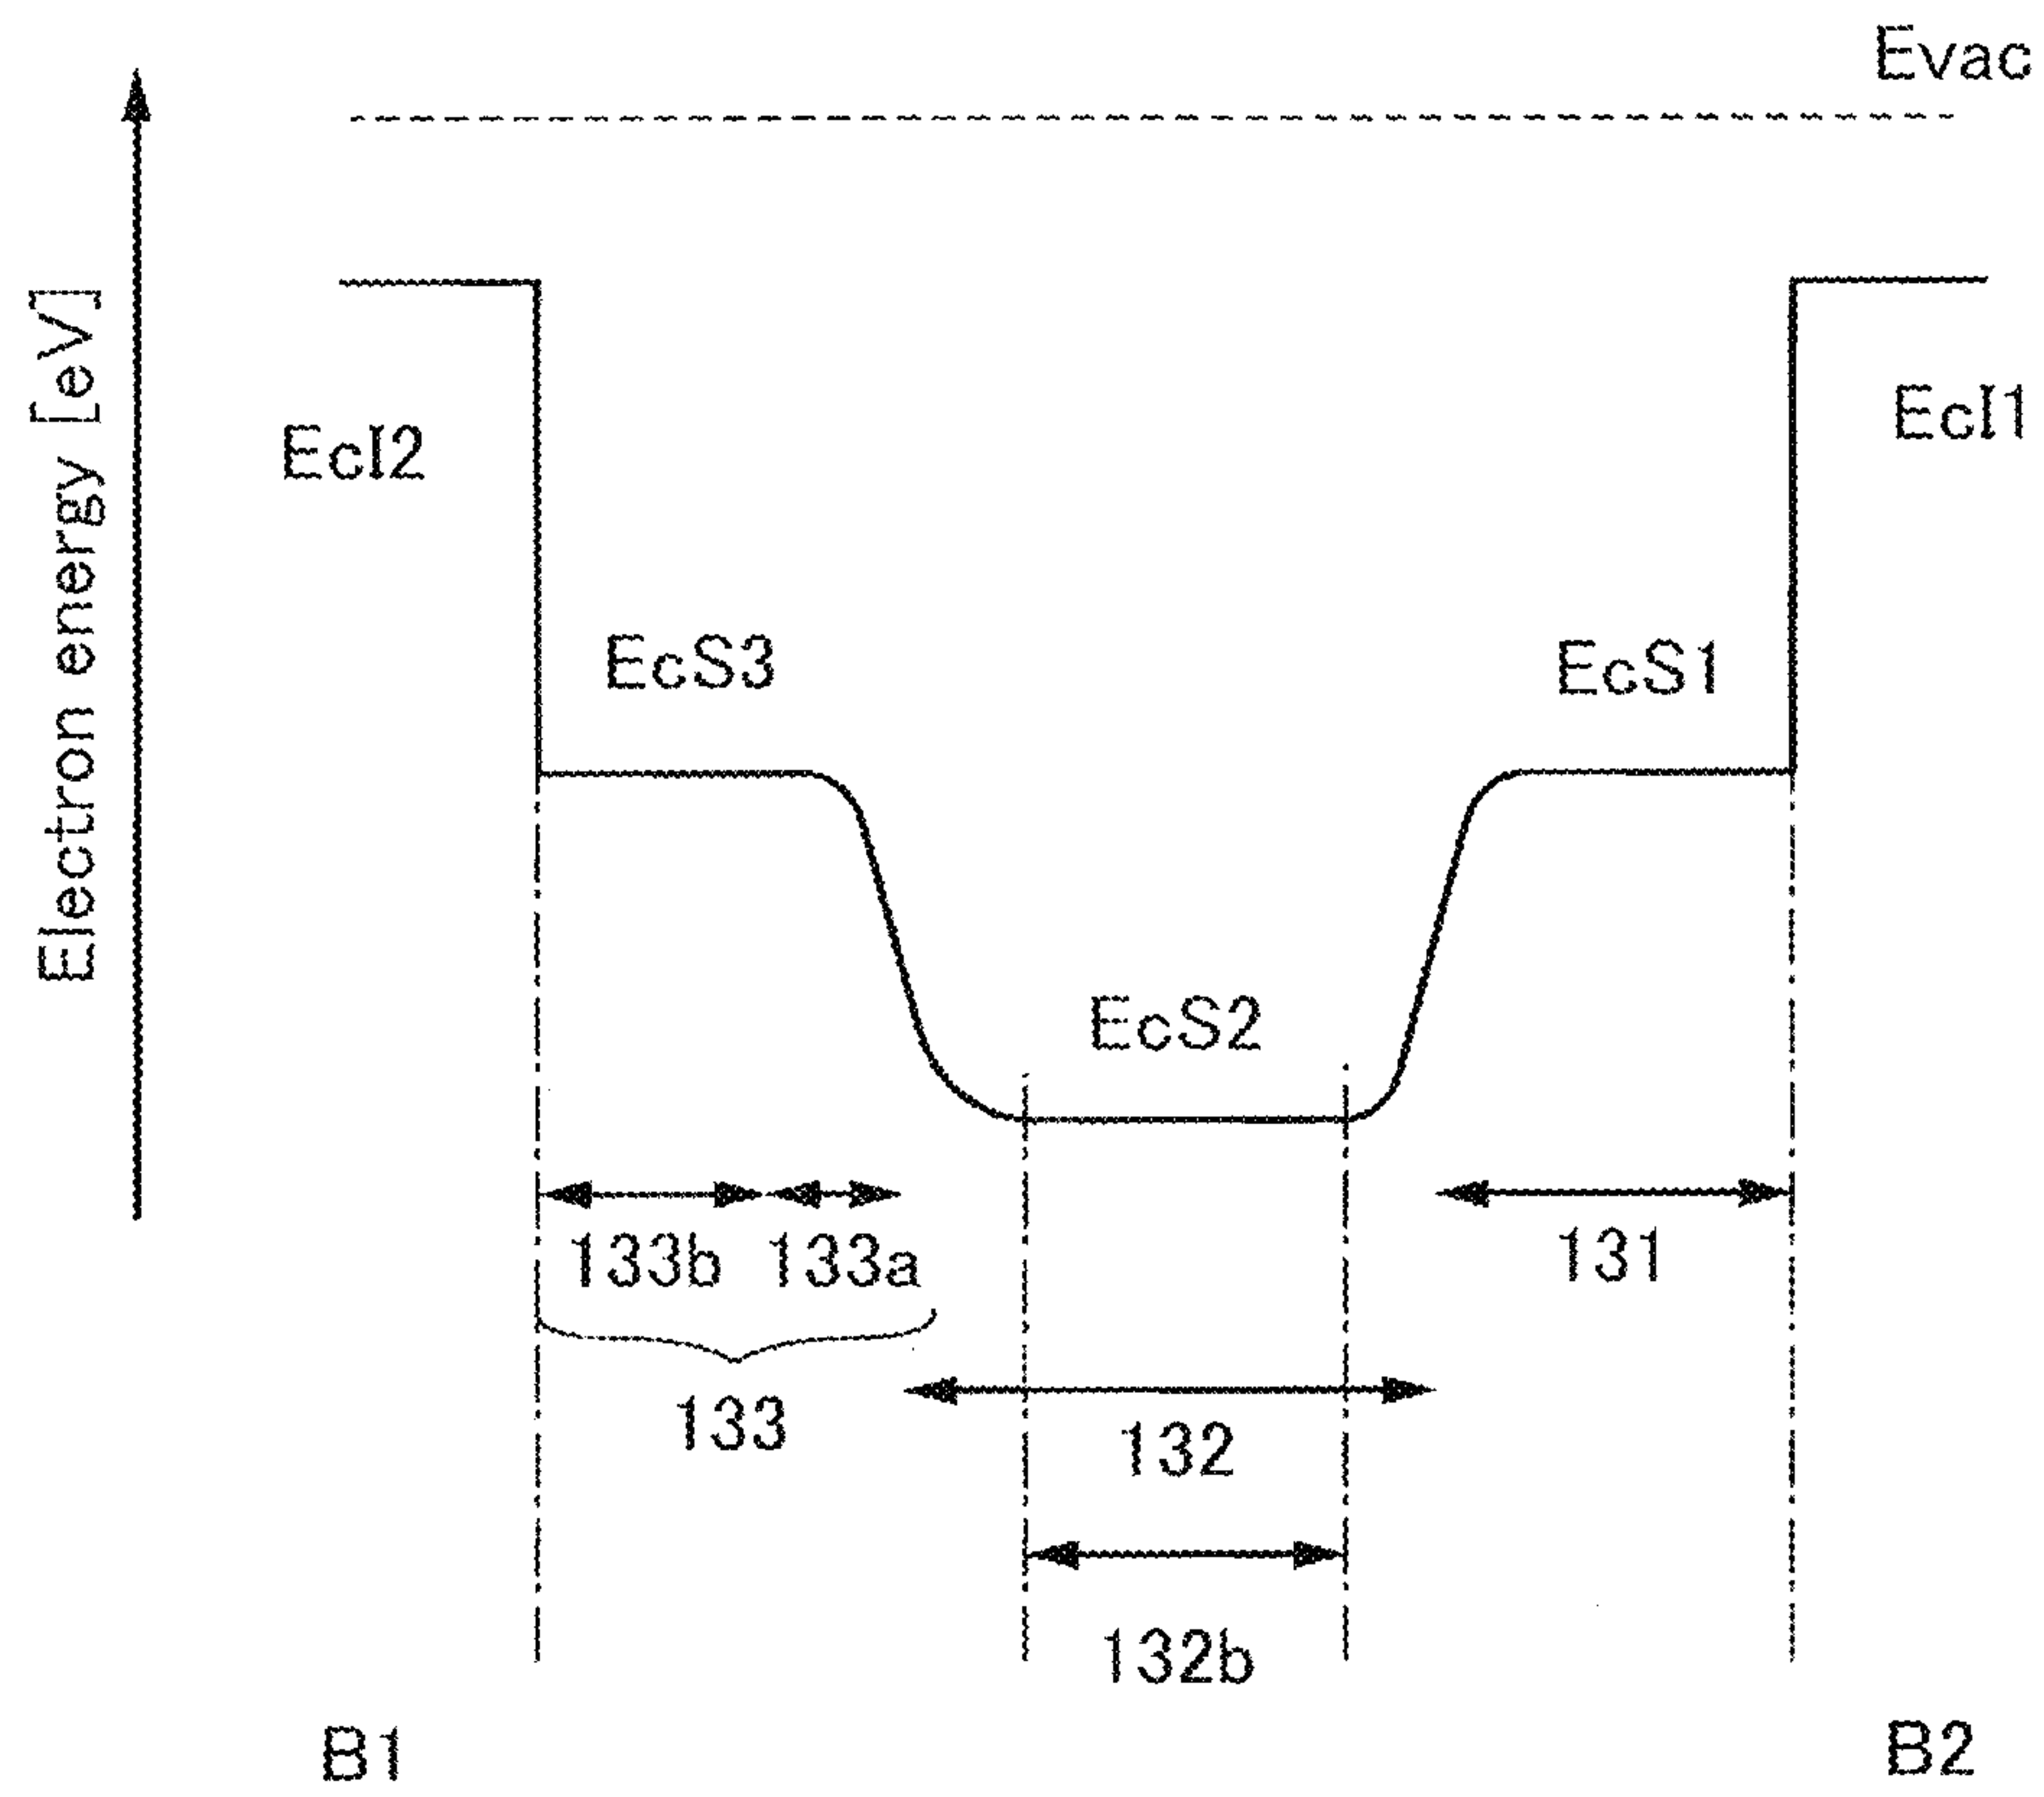 Evac
Electron energy [eV]
EcI2
EcI1
EcS3
EcS1
EcS2
133b
133a
131
133
132
132b
B1
B2